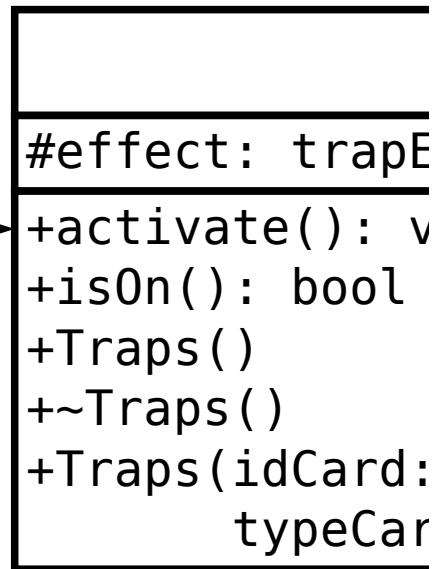 #effect: trapE
+activate(): v
+isOn(): bool
+Traps()
+~Traps()
+Traps(idCard:
typeCar